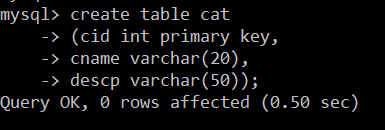 mysql> create table cat
-> (cid int primary key,
-> cname varchar(20),
-> descp varchar(50));
Query OK, 0 rows affected (0.50 sec)